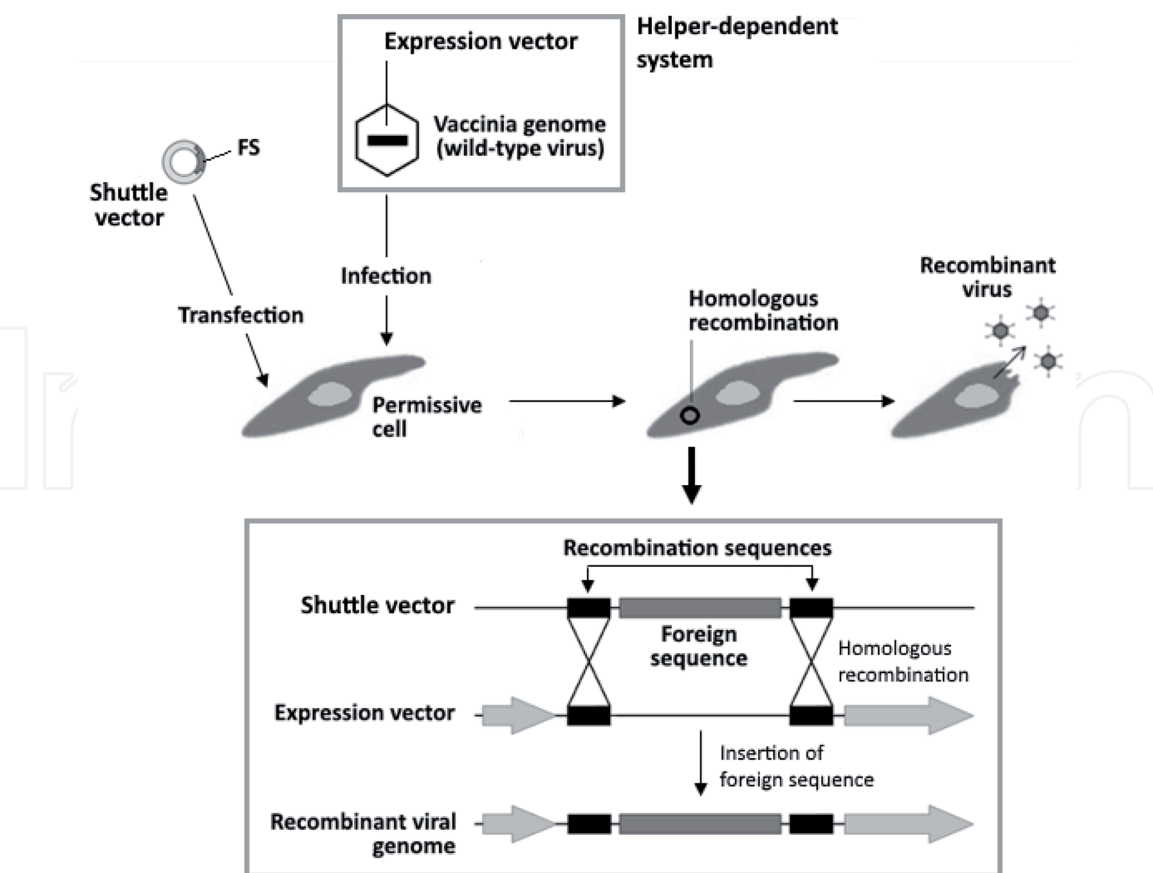 Expression vector
Helper-dependent
system
Vaccinia genome
(wild-type virus)
FS
Shuttle
vector
Infection
Transfection
Permissive
cell
Homologous
recombination
Recombinant
virus
Recombination sequences
Shuttle vector
Foreign
sequence
Homologous
recombination
Expression vector
Insertion of
foreign sequence
Recombinant viral
genome